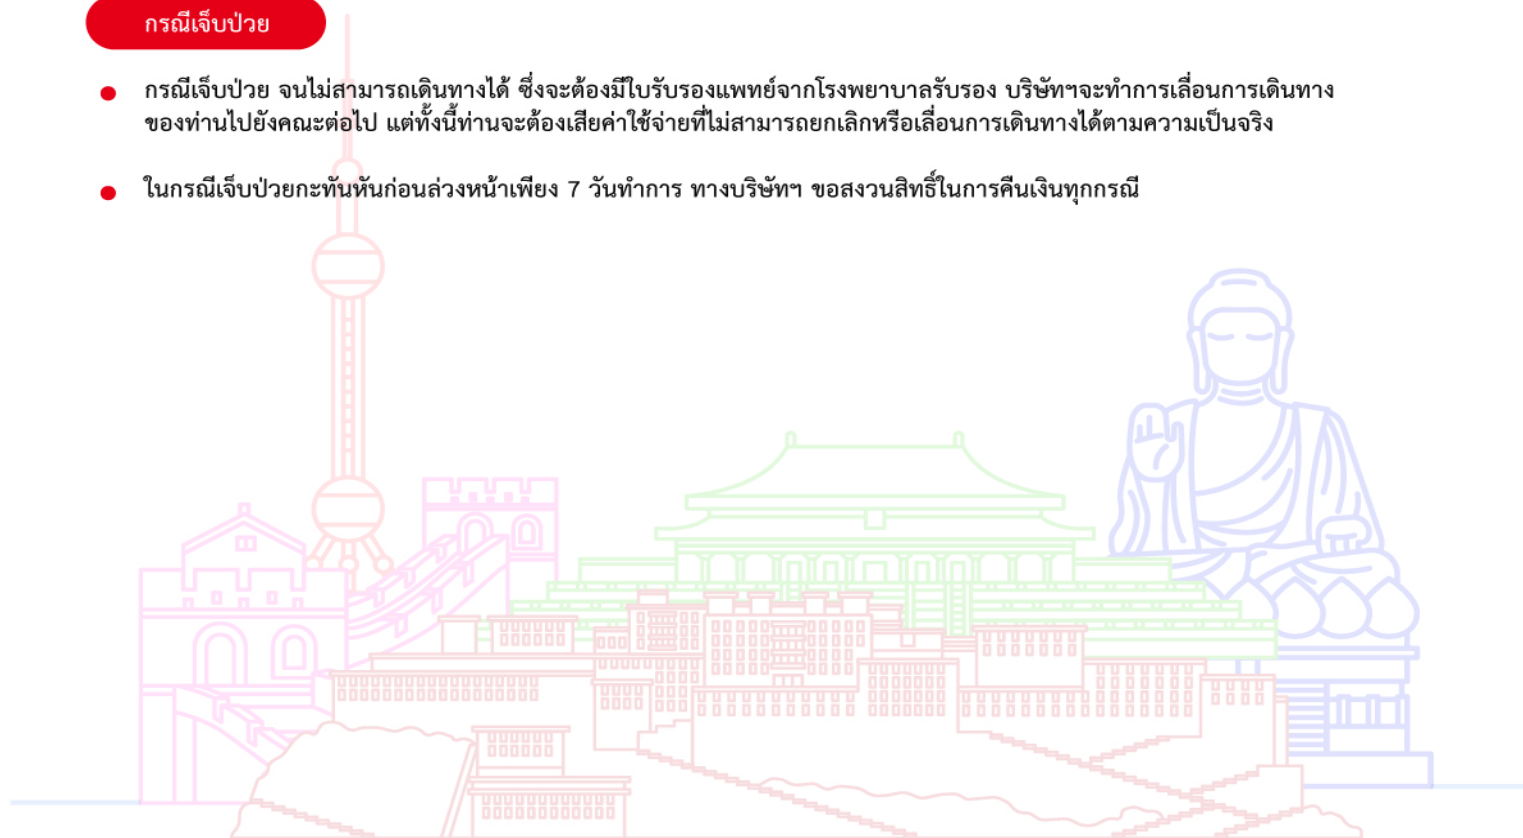 กรณีเจ็บป่วย
กรณีเจ็บป่วย จนไม่สามารถเดินทางได้ ซึ่งจะต้องมีใบรับรองแพทย์จากโรงพยาบาลรับรอง บริษัทฯจะทำการเลื่อนการเดินทาง
ของท่านไปยังคณะต่อไป แต่ทั้งนี้ท่านจะต้องเสียค่าใช้จ่ายที่ไม่สามารถยกเลิกหรือเลื่อนการเดินทางได้ตามความเป็นจริง
ในกรณีเจ็บป่วยกะทันหันก่อนล่วงหน้าเพียง 7 วันทำการ ทางบริษัทฯ ขอสงวนสิทธิ์ในการคืนเงินทุกกรณี